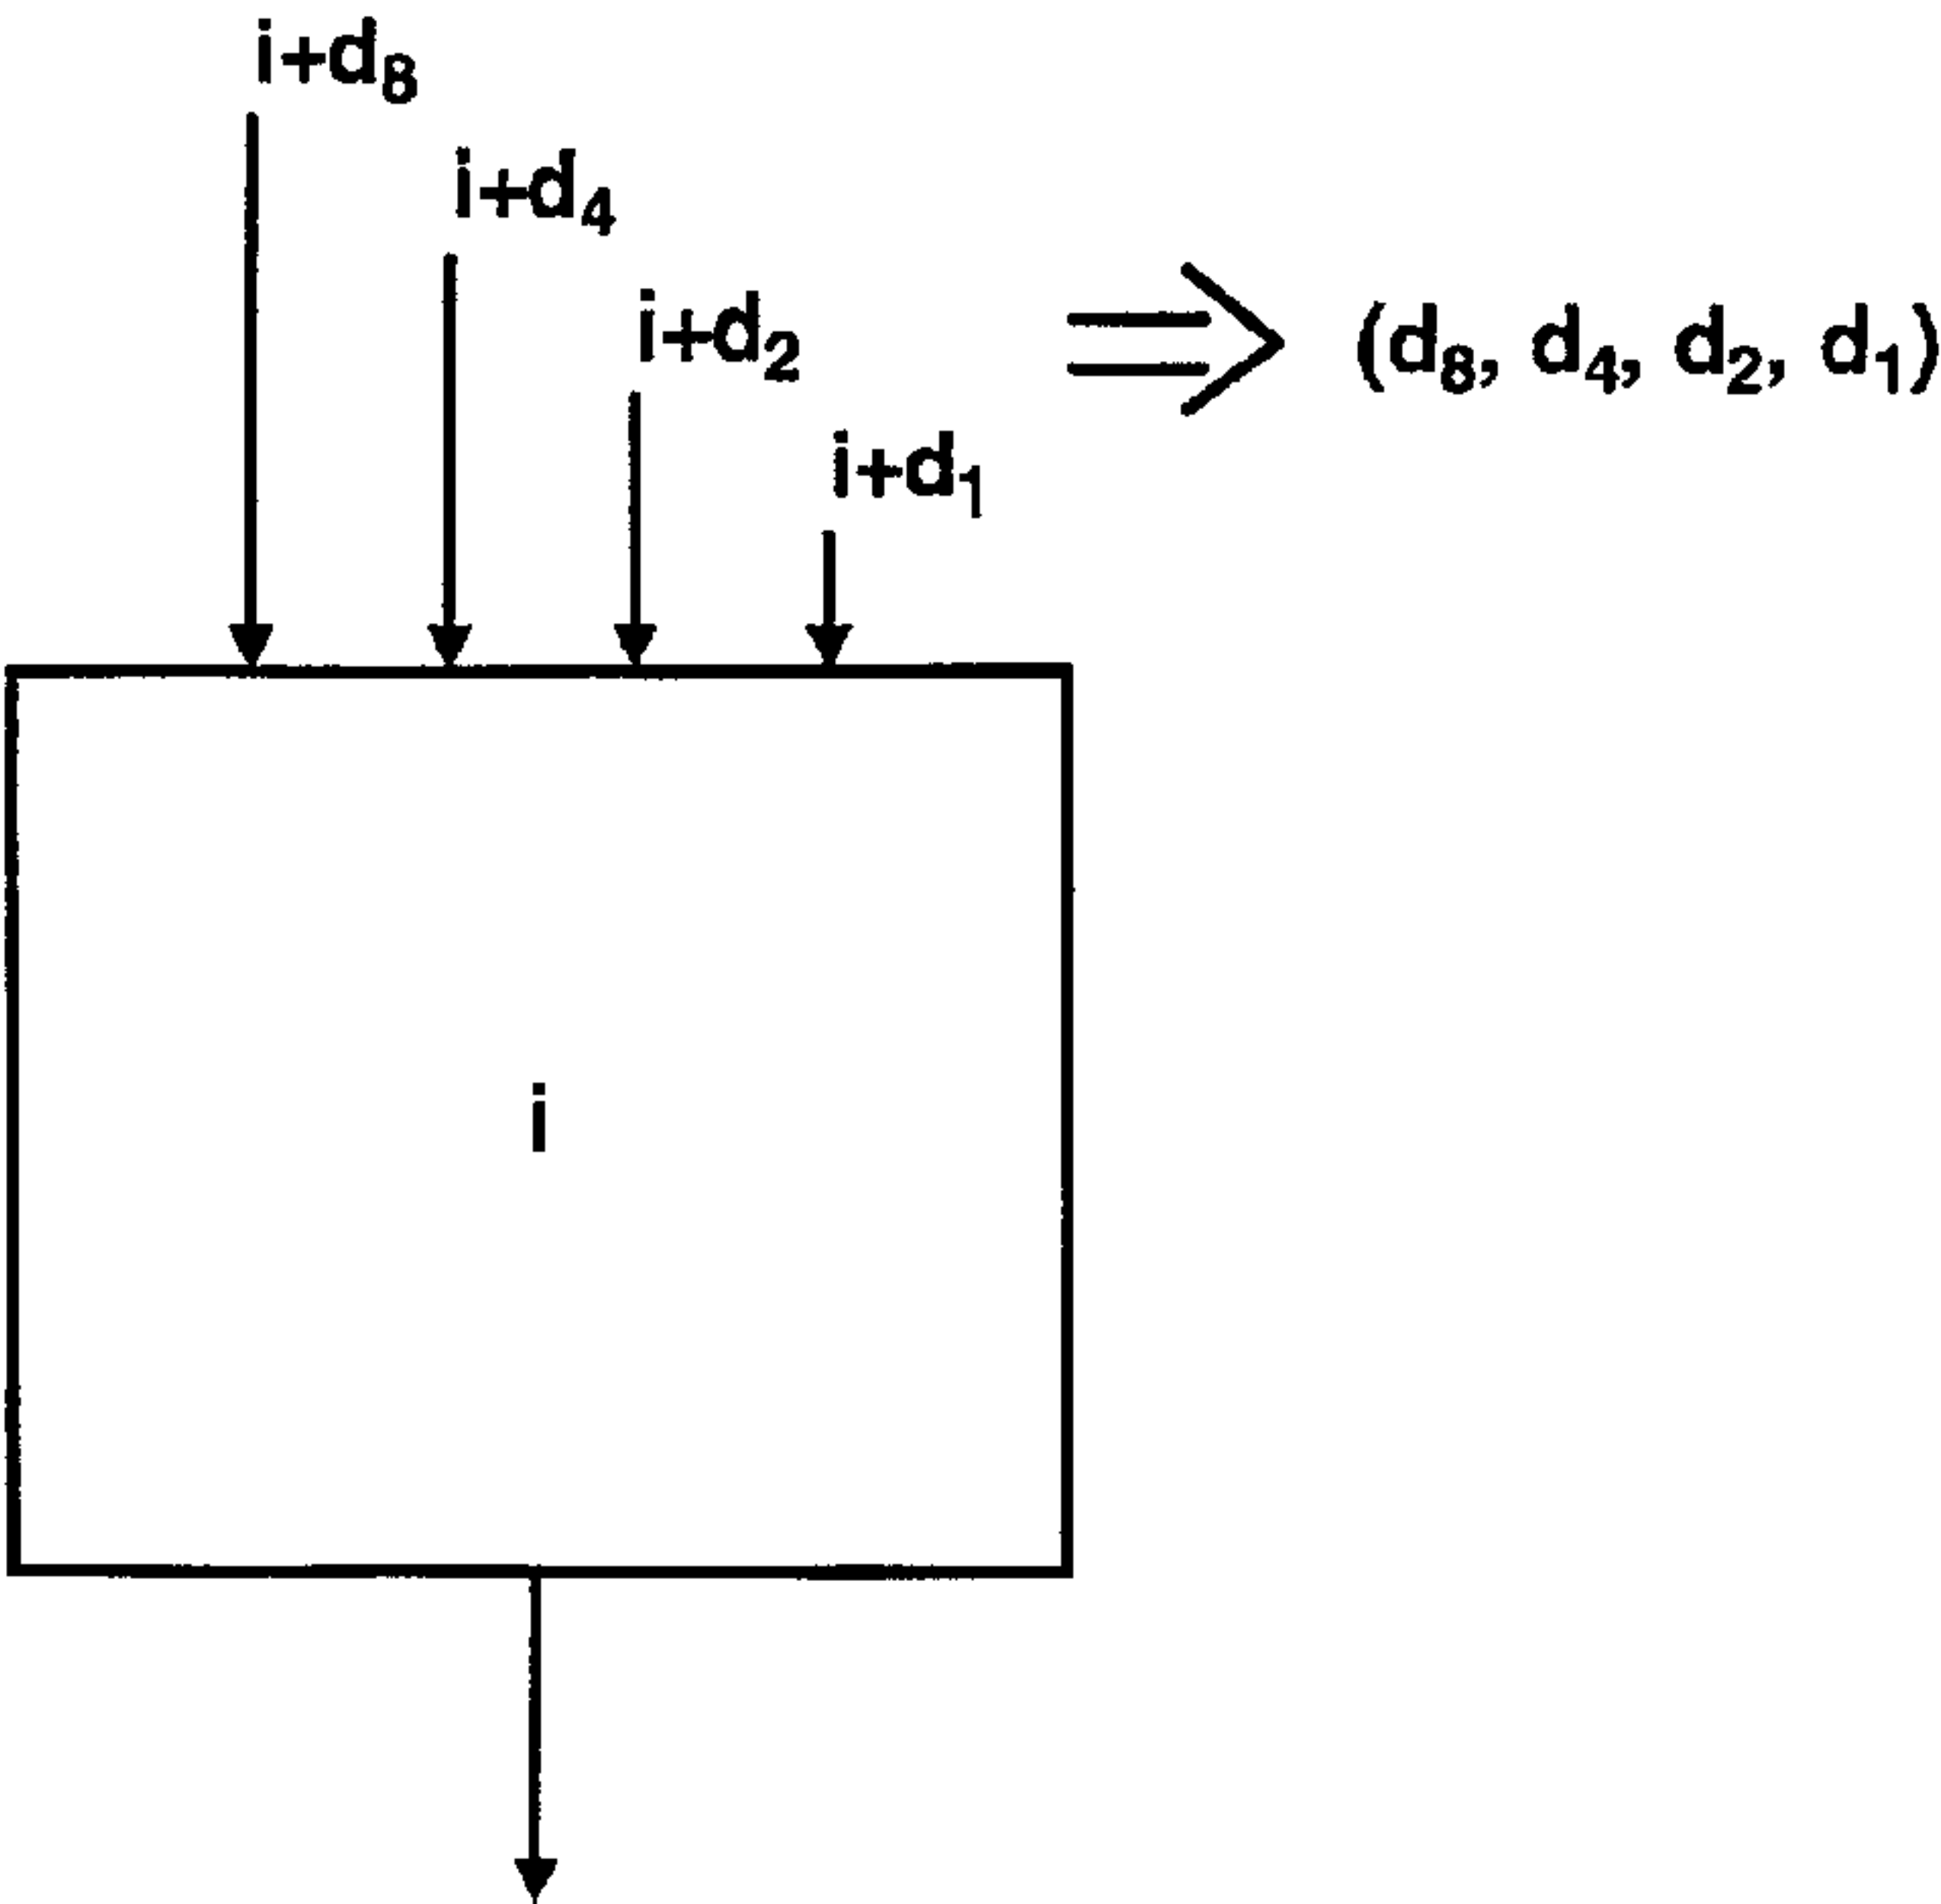 i+d₈
i+d₄
i+d₂
(d₈, d₄, d₂, d₁)
i+d₁
i